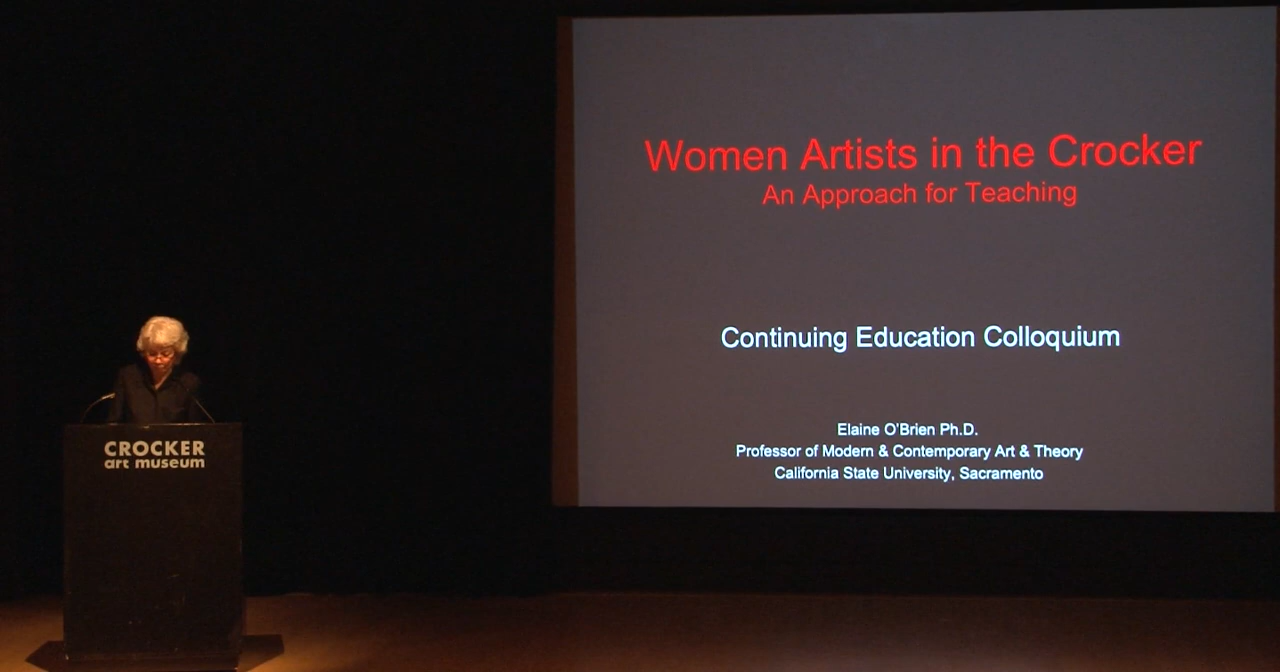 Women Artists in the Crocker
An Approach for Teaching
Continuing Education Colloquium
Elaine O'Brien Ph.D.
Professor of Modern & Contemporary Art & Theory
California State University, Sacramento
CROCKER
art museum